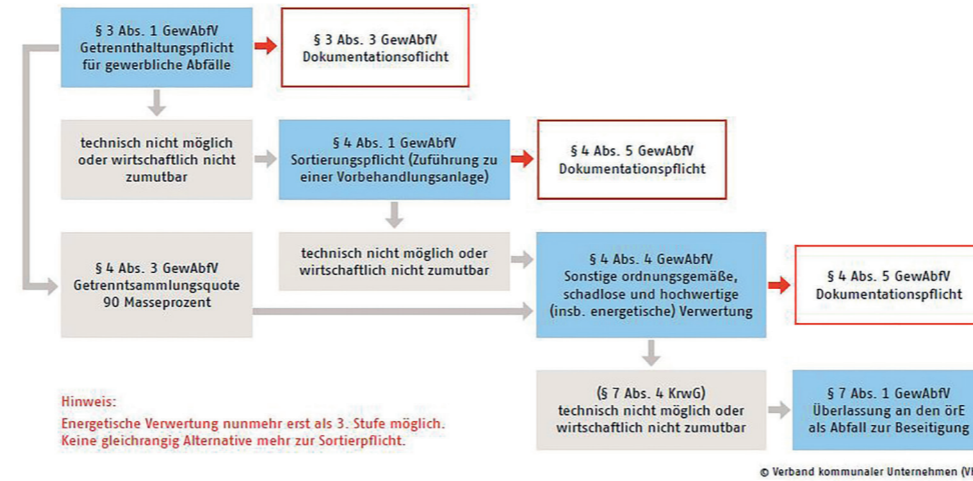 § 3 Abs. 1 GewAbfV
Getrennthaltungspflicht
für gewerbliche Abfälle
§ 3 Abs. 3 GewAbfV
Dokumentationsoflicht
technisch nicht möglich
oder wirtschaftlich nicht
zumutbar
§ 4 Abs. 1 GewAbfV
Sortierungspflicht (Zuführung zu
einer Vorbehandlungsanlage)
§ 4 Abs. 5 GewAbfV
Dokumentationspflicht
§ 4 Abs. 3 GewAbfV
Getrenntsammlungsquote
90 Masseprozent
technisch nicht möglich oder
wirtschaftlich nicht zumutbar
§ 4 Abs. 4 GewAbfV
Sonstige ordnungsgemäße,
schadlose und hochwertige
(insb. energetische) Verwertung
§ 4 Abs. 5 GewAbfV
Dokumentationspflicht
(§ 7 Abs. 4 KrwG)
technisch nicht möglich oder
wirtschaftlich nicht zumutbar
§ 7 Abs. 1 GewAbfV
Überlassung an den örE
als Abfall zur Beseitigung
Hinweis:
Energetische Verwertung nunmehr erst als 3. Stufe möglich.
Keine gleichrangig Alternative mehr zur Sortierpflicht.
© Verband kommunaler Unternehmen